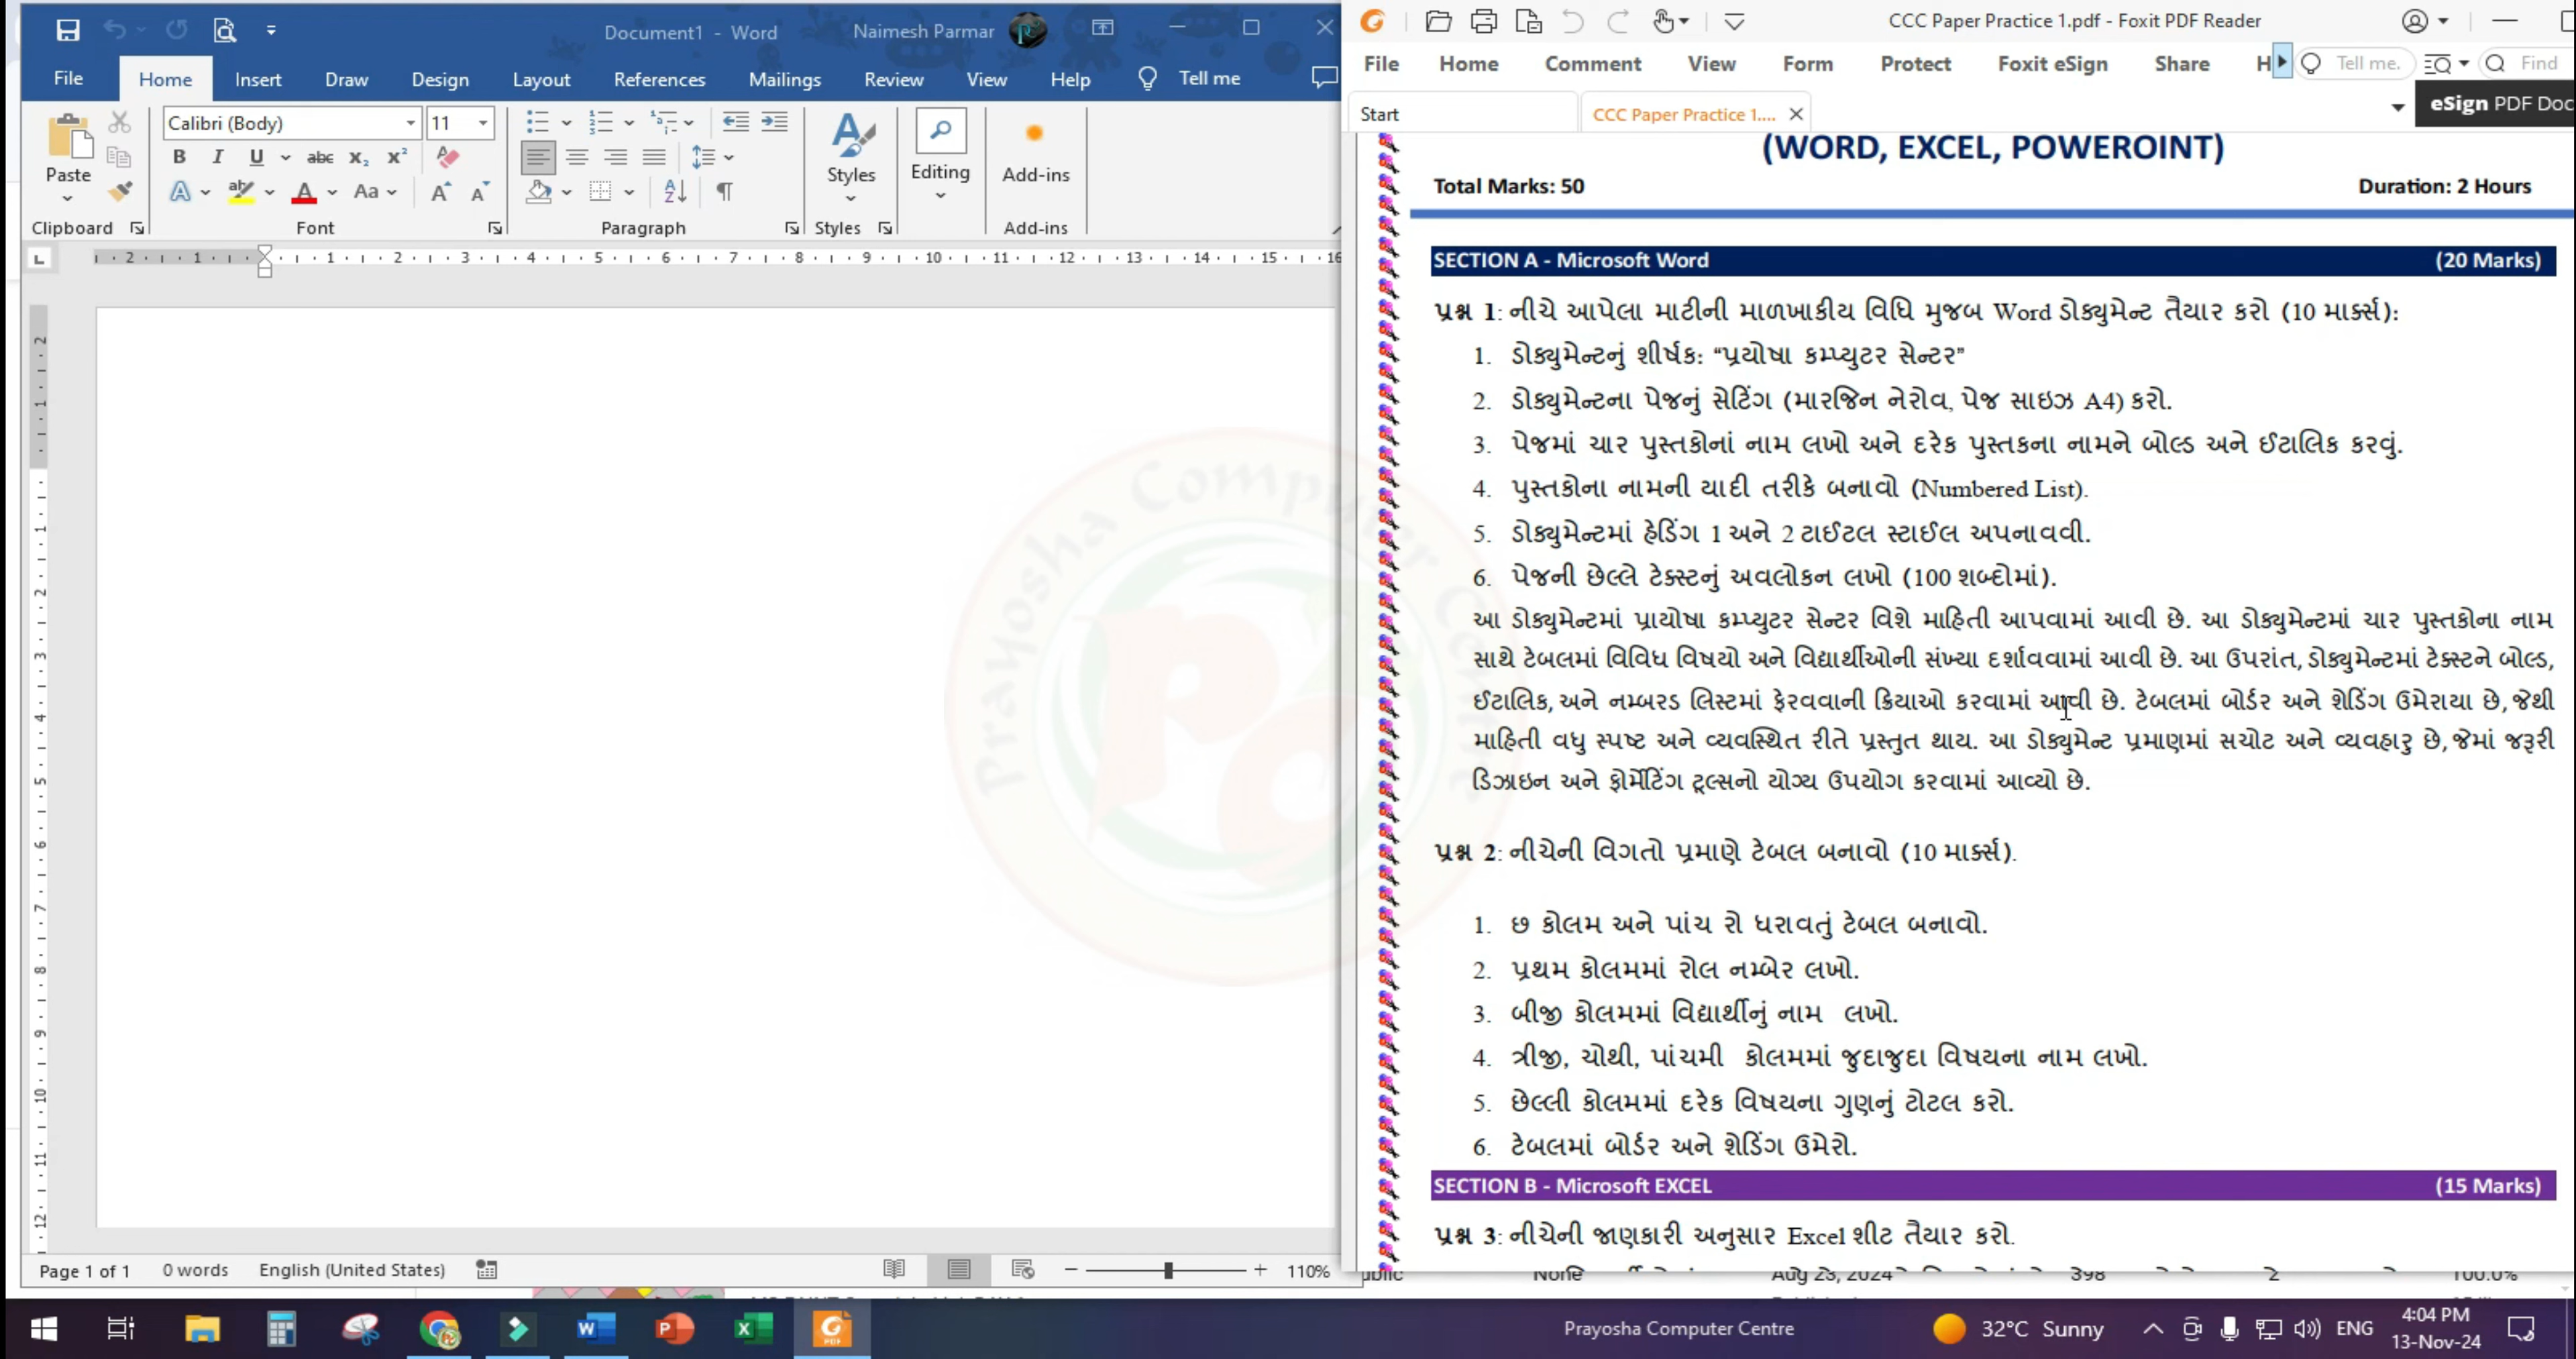 Document1 - Word
Naimesh Parmar
File Home Insert Draw Design Layout References Mailings Review View Help Tell me
Calibri (Body) 11
Paste
Styles
Editing
Add-ins
Clipboard Font Paragraph Styles Add-ins
Page 1 of 1 0 words English (United States) 110%
CCC Paper Practice 1.pdf - Foxit PDF Reader
File Home Comment View Form Protect Foxit eSign Share H Tell me. Find
Start CCC Paper Practice 1.... eSign PDF Doc
(WORD, EXCEL, POWEROINT)
Total Marks: 50 Duration: 2 Hours
SECTION A - Microsoft Word (20 Marks)
પ્રશ્ન 1: નીચે આપેલા માટીની માળખાકીય વિધિ મુજબ Word ડોક્યુમેન્ટ તૈયાર કરો (10 માર્ક્સ):
1. ડોક્યુમેન્ટનું શીર્ષક: “પ્રયોષા કમ્પ્યુટર સેન્ટર”
2. ડોક્યુમેન્ટના પેજનું સેટિંગ (મારજિન નેરોવ, પેજ સાઇઝ A4) કરો.
3. પેજમાં ચાર પુસ્તકોનાં નામ લખો અને દરેક પુસ્તકના નામને બોલ્ડ અને ઈટાલિક કરવું.
4. પુસ્તકોના નામની યાદી તરીકે બનાવો (Numbered List).
5. ડોક્યુમેન્ટમાં હેડિંગ 1 અને 2 ટાઈટલ સ્ટાઈલ અપનાવવી.
6. પેજની છેલ્લે ટેક્સ્ટનું અવલોકન લખો (100 શબ્દોમાં).
આ ડોક્યુમેન્ટમાં પ્રાયોષા કમ્પ્યુટર સેન્ટર વિશે માહિતી આપવામાં આવી છે. આ ડોક્યુમેન્ટમાં ચાર પુસ્તકોના નામ
સાથે ટેબલમાં વિવિધ વિષયો અને વિદ્યાર્થીઓની સંખ્યા દર્શાવવામાં આવી છે. આ ઉપરાંત, ડોક્યુમેન્ટમાં ટેક્સ્ટને બોલ્ડ,
ઈટાલિક, અને નમ્બરડ લિસ્ટમાં ફેરવવાની ક્રિયાઓ કરવામાં આવી છે. ટેબલમાં બોર્ડર અને શેડિંગ ઉમેરાયા છે, જેથી
માહિતી વધુ સ્પષ્ટ અને વ્યવસ્થિત રીતે પ્રસ્તુત થાય. આ ડોક્યુમેન્ટ પ્રમાણમાં સચોટ અને વ્યવહારુ છે, જેમાં જરૂરી
ડિઝાઇન અને ફોર્મેટિંગ ટૂલ્સનો યોગ્ય ઉપયોગ કરવામાં આવ્યો છે.
પ્રશ્ન 2: નીચેની વિગતો પ્રમાણે ટેબલ બનાવો (10 માર્ક્સ).
1. છ કોલમ અને પાંચ રો ધરાવતું ટેબલ બનાવો.
2. પ્રથમ કોલમમાં રોલ નમ્બેર લખો.
3. બીજી કોલમમાં વિદ્યાર્થીનું નામ લખો.
4. ત્રીજી, ચોથી, પાંચમી કોલમમાં જુદાજુદા વિષયના નામ લખો.
5. છેલ્લી કોલમમાં દરેક વિષયના ગુણનું ટોટલ કરો.
6. ટેબલમાં બોર્ડર અને શેડિંગ ઉમેરો.
SECTION B - Microsoft EXCEL (15 Marks)
પ્રશ્ન 3: નીચેની જાણકારી અનુસાર Excel શીટ તૈયાર કરો.
None Aug 23, 2024 398 2 100.0%
Prayosha Computer Centre
32°C Sunny ENG 4:04 PM
13-Nov-24